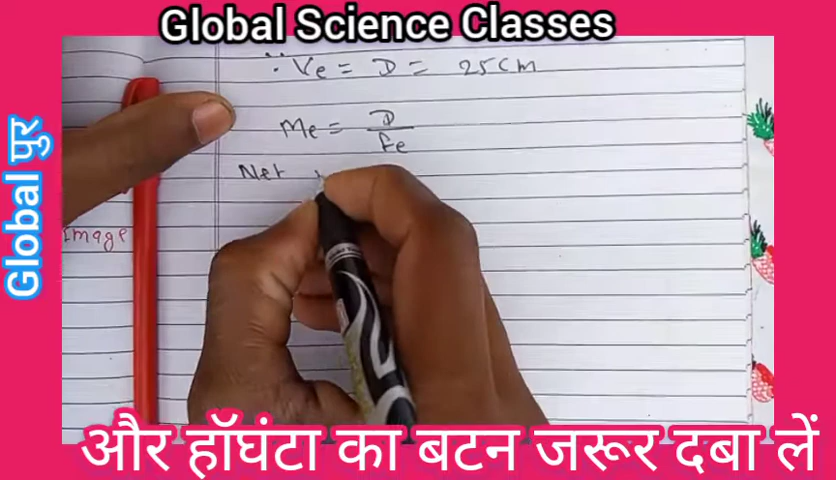 Global Science Classes
∵ Ve = D = 25cm
Me = D/fe
Net
Image
Global पुर
और हॉघंटा का बटन जरूर दबा लें